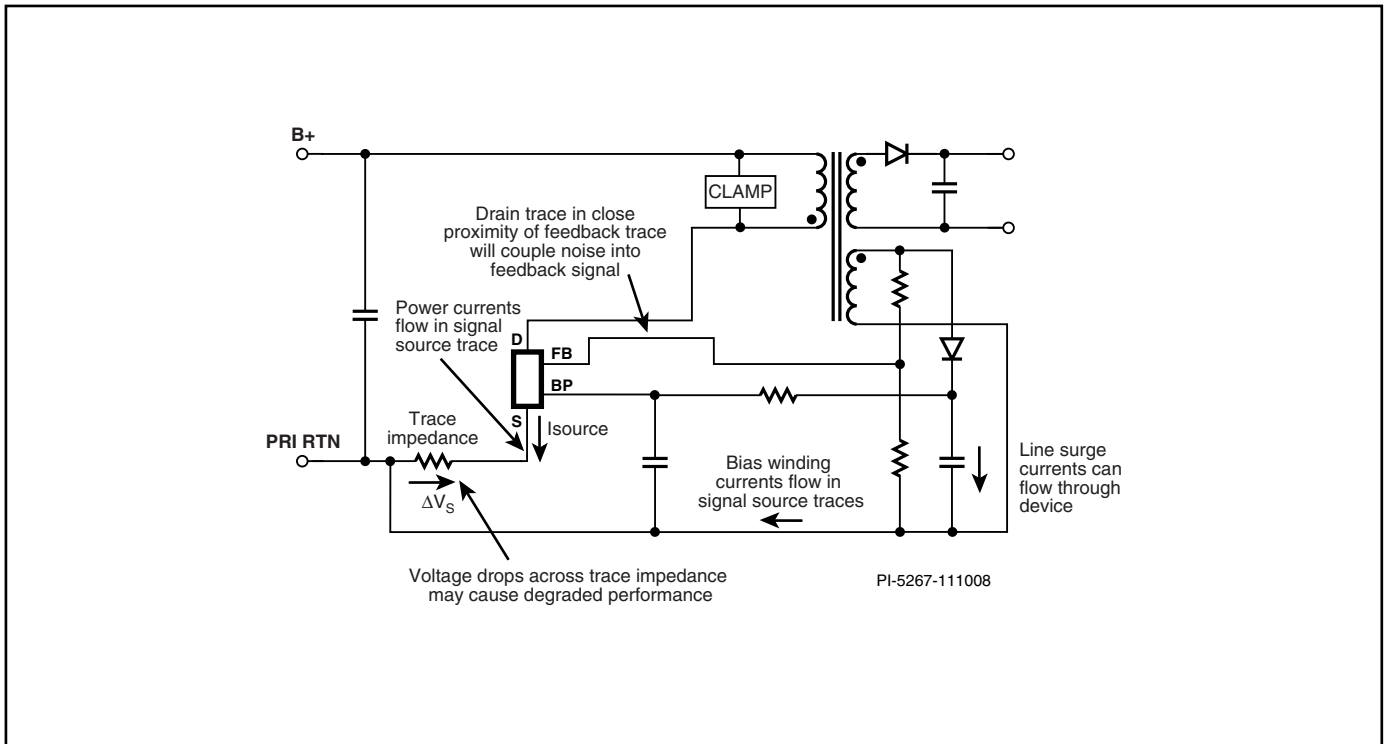 B+
CLAMP
Drain trace in close
proximity of feedback trace
will couple noise into
feedback signal
Power currents
flow in signal
source trace
D
FB
BP
S
Isource
Trace
impedance
PRI RTN
ΔVS
Bias winding
currents flow in
signal source traces
Line surge
currents can
flow through
device
Voltage drops across trace impedance
may cause degraded performance
PI-5267-111008